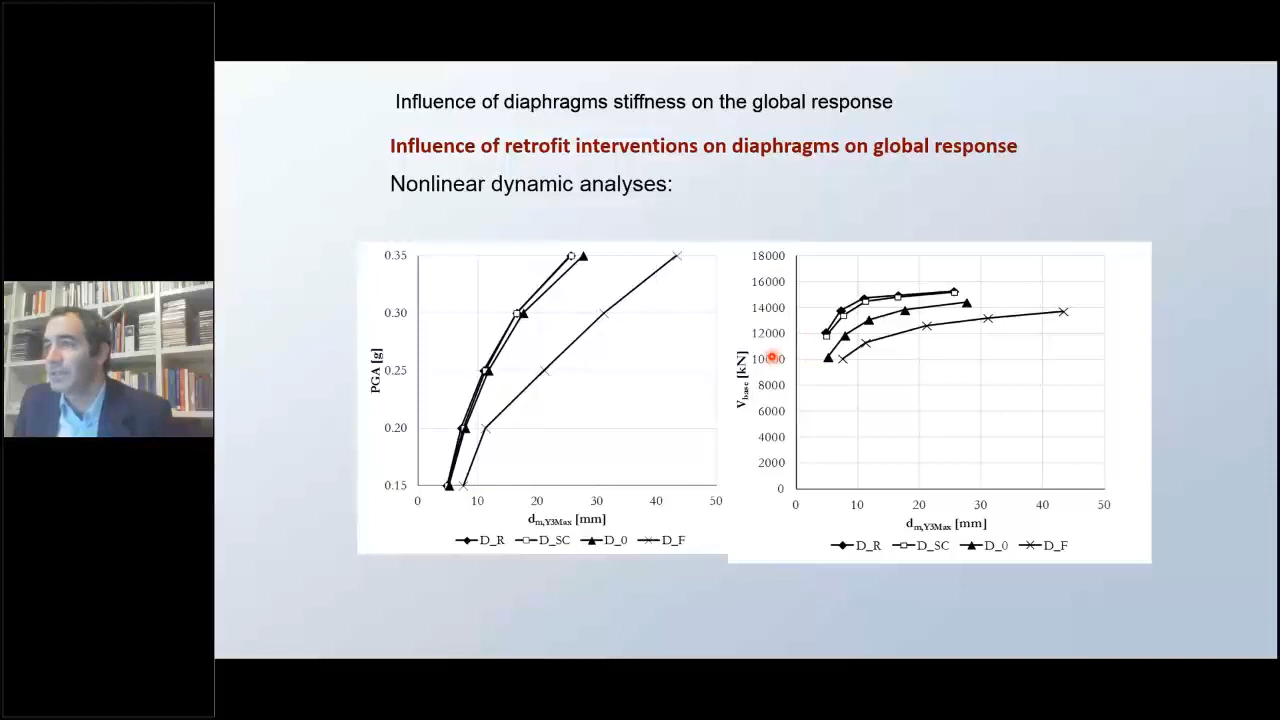 Influence of diaphragms stiffness on the global response
Influence of retrofit interventions on diaphragms on global response
Nonlinear dynamic analyses:
0.35
0.30
0.25
0.20
0.15
PGA [g]
0 10 20 30 40 50
dm,Y3Max [mm]
D_R D_SC D_0 D_F
18000
16000
14000
12000
10000
8000
6000
4000
2000
0
Vbase [kN]
0 10 20 30 40 50
dm,Y3Max [mm]
D_R D_SC D_0 D_F